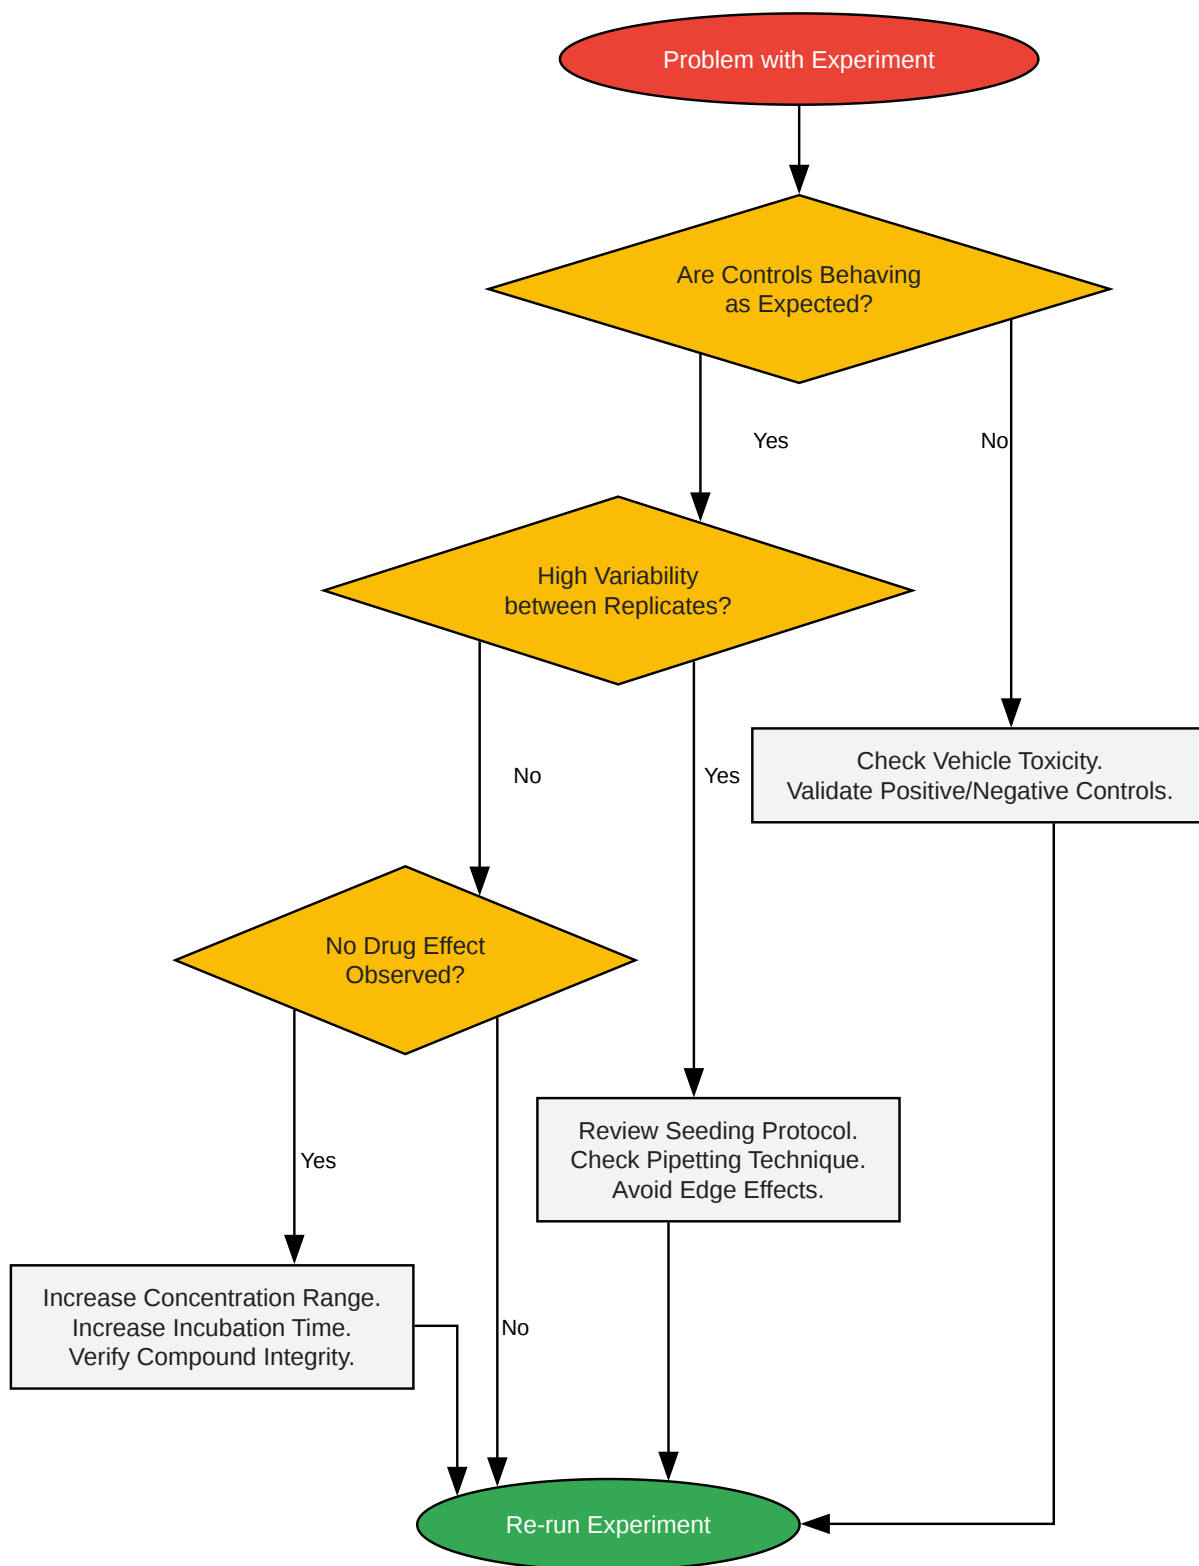 Problem with Experiment
Are Controls Behaving
as Expected?
Yes
No
High Variability
between Replicates?
No
Yes
Check Vehicle Toxicity.
Validate Positive/Negative Controls.
No Drug Effect
Observed?
Yes
Review Seeding Protocol.
Check Pipetting Technique.
Avoid Edge Effects.
Increase Concentration Range.
Increase Incubation Time.
Verify Compound Integrity.
No
Re-run Experiment